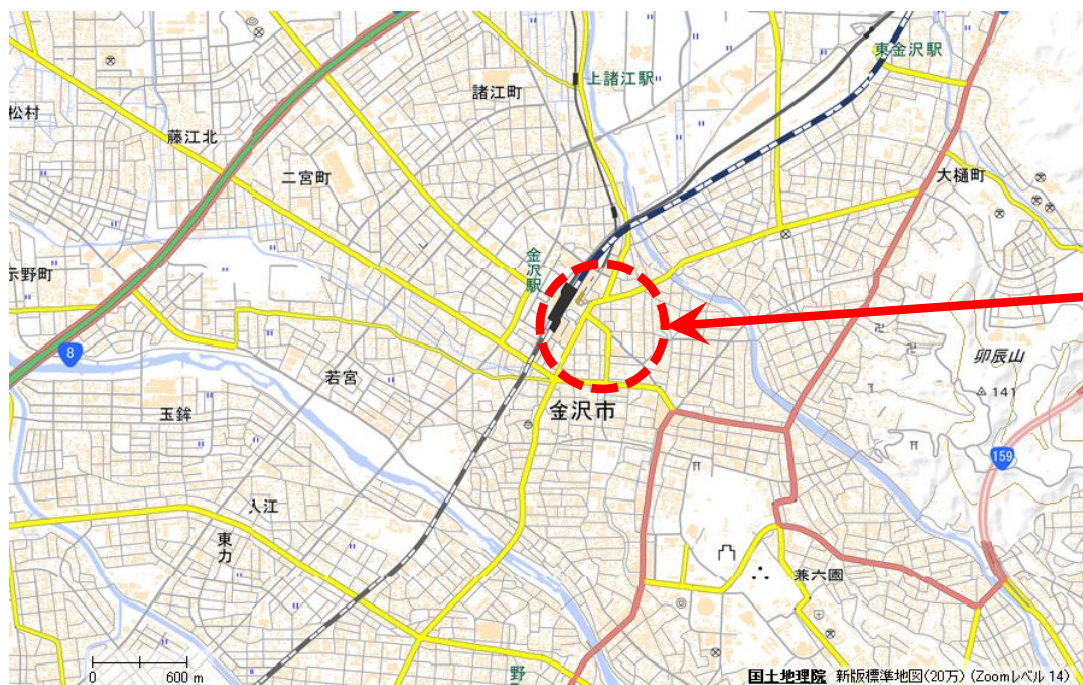 東金沢駅
上諸江駅
諸江町
松村
藤江北
二宮町
大樋町
金沢駅
示野町
8
若宮
卯辰山
141
玉鉾
金沢市
159
入江
東力
兼六園
野
0 600 m
国土地理院 新版標準地図(20万) (Zoomレベル 14)